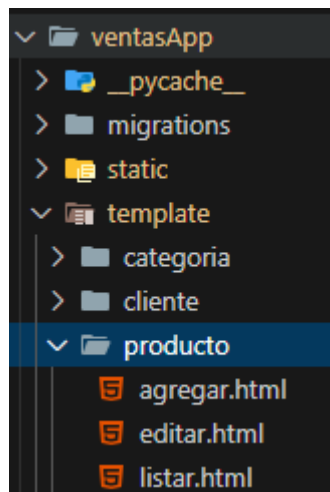 ventasApp
__pycache__
migrations
static
template
categoria
cliente
producto
agregar.html
editar.html
listar.html